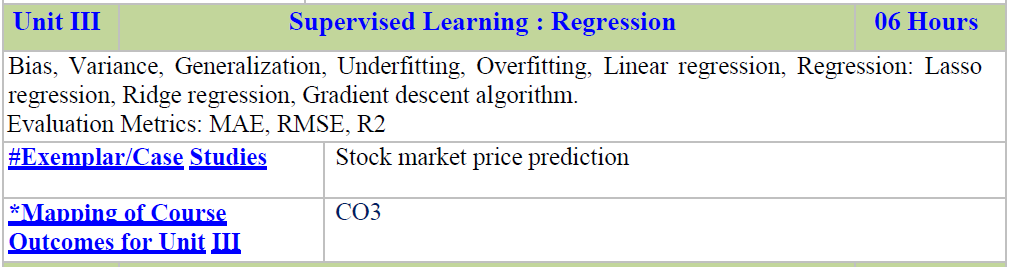 Unit III Supervised Learning : Regression 06 Hours
Bias, Variance, Generalization, Underfitting, Overfitting, Linear regression, Regression: Lasso
regression, Ridge regression, Gradient descent algorithm.
Evaluation Metrics: MAE, RMSE, R2
#Exemplar/Case Studies Stock market price prediction
*Mapping of Course CO3
Outcomes for Unit III